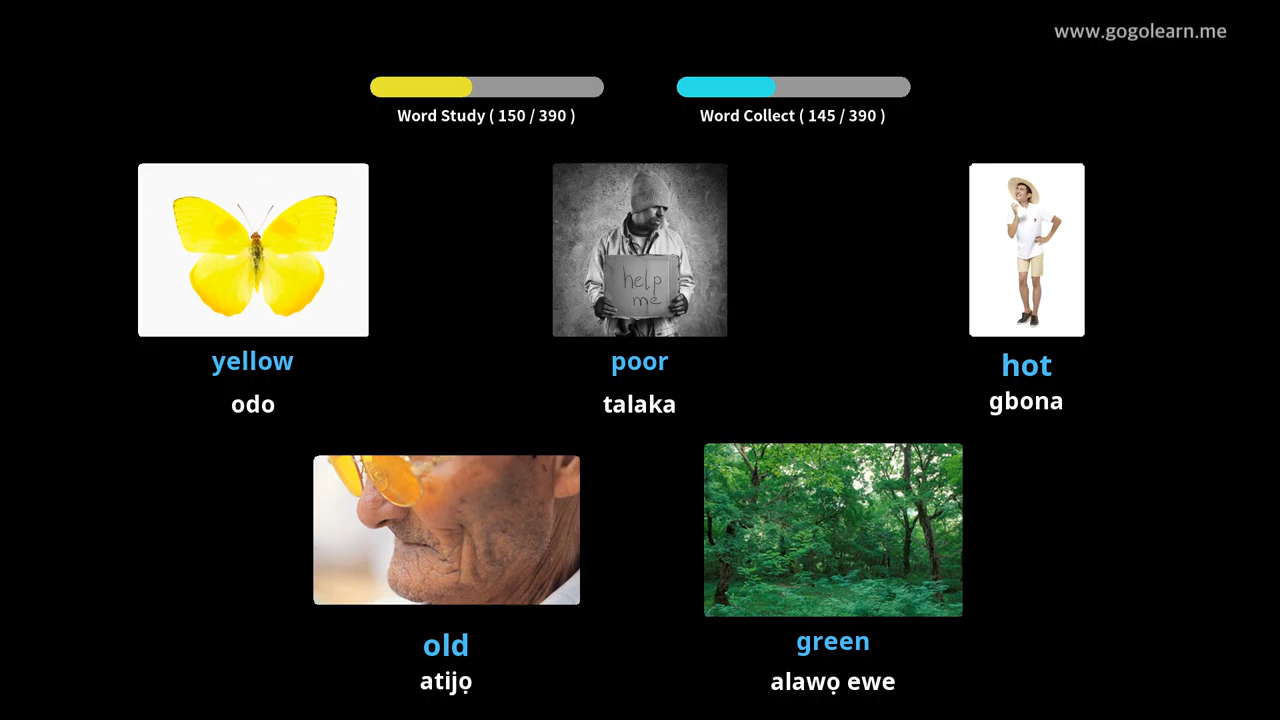 www.gogolearn.me
Word Study ( 150 / 390 )
Word Collect ( 145 / 390 )
help
me
yellow
odo
poor
talaka
hot
gbona
old
atijọ
green
alawọ ewe